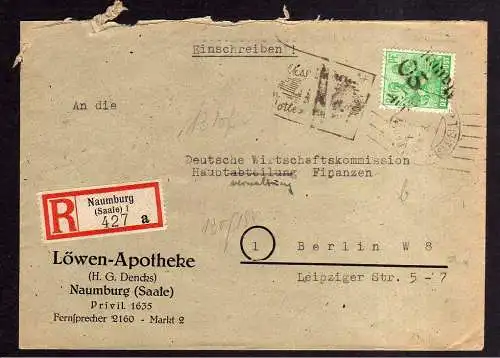 Einschreiben !
An die
Deutsche Wirtschaftskommission
Hauptabteilung Finanzen
verwaltung
R
Naumburg
(Saale) 1
427 a
1 Berlin W 8
Leipziger Str. 5-7
Löwen-Apotheke
(H. G. Dencks)
Naumburg (Saale)
Privil 1635
Fernsprecher 2160 - Markt 2